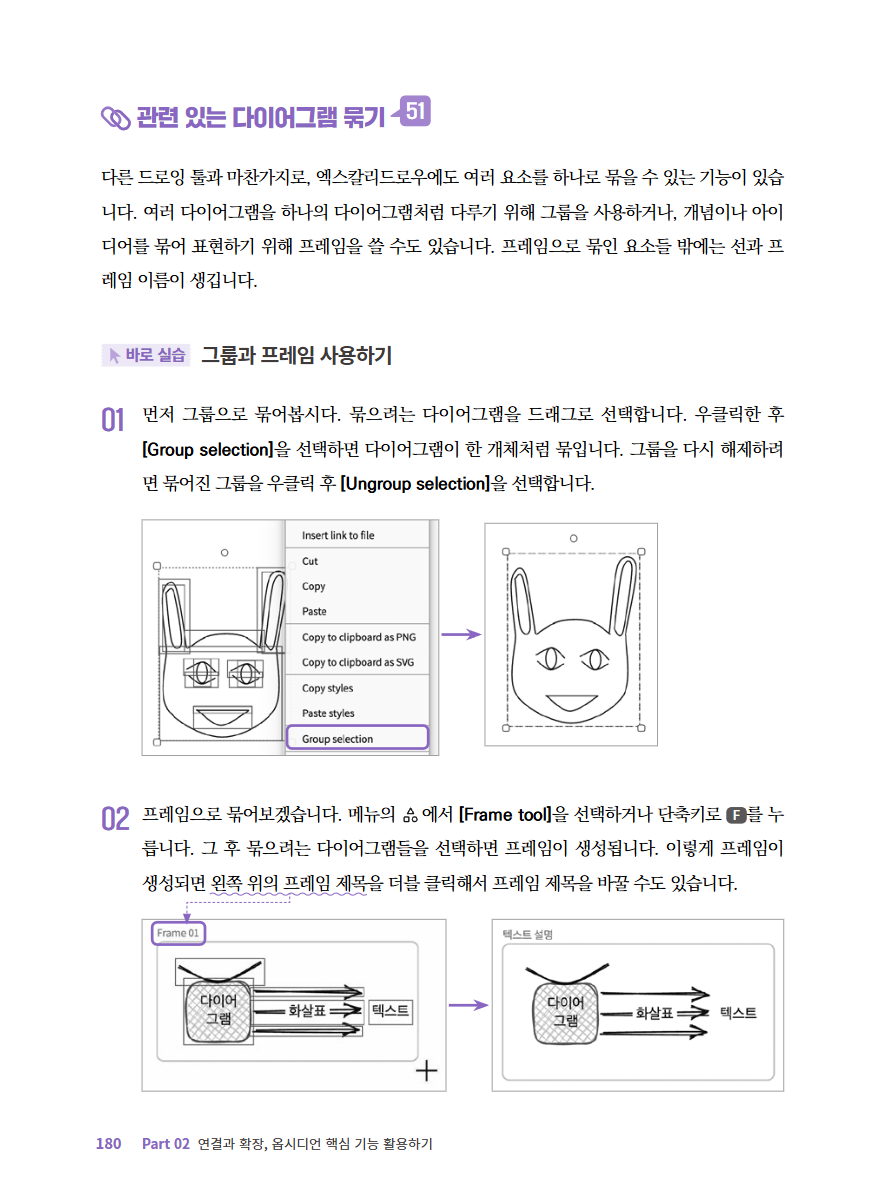 관련 있는 다이어그램 묶기 51
다른 드로잉 툴과 마찬가지로, 엑스칼리드로우에도 여러 요소를 하나로 묶을 수 있는 기능이 있습
니다. 여러 다이어그램을 하나의 다이어그램처럼 다루기 위해 그룹을 사용하거나, 개념이나 아이
디어를 묶어 표현하기 위해 프레임을 쓸 수도 있습니다. 프레임으로 묶인 요소들 밖에는 선과 프
레임 이름이 생깁니다.
바로 실습 그룹과 프레임 사용하기
01 먼저 그룹으로 묶어봅시다. 묶으려는 다이어그램을 드래그로 선택합니다. 우클릭한 후
[Group selection]을 선택하면 다이어그램이 한 개체처럼 묶입니다. 그룹을 다시 해제하려
면 묶어진 그룹을 우클릭 후 [Ungroup selection]을 선택합니다.
Insert link to file
Cut
Copy
Paste
Copy to clipboard as PNG
Copy to clipboard as SVG
Copy styles
Paste styles
Group selection
02 프레임으로 묶어보겠습니다. 메뉴의 에서 [Frame tool]을 선택하거나 단축키로 F를 누
릅니다. 그 후 묶으려는 다이어그램들을 선택하면 프레임이 생성됩니다. 이렇게 프레임이
생성되면 왼쪽 위의 프레임 제목을 더블 클릭해서 프레임 제목을 바꿀 수도 있습니다.
Frame 01
다이어
그램
화살표
텍스트
텍스트 설명
다이어
그램
화살표
텍스트
180 Part 02 연결과 확장, 옵시디언 핵심 기능 활용하기